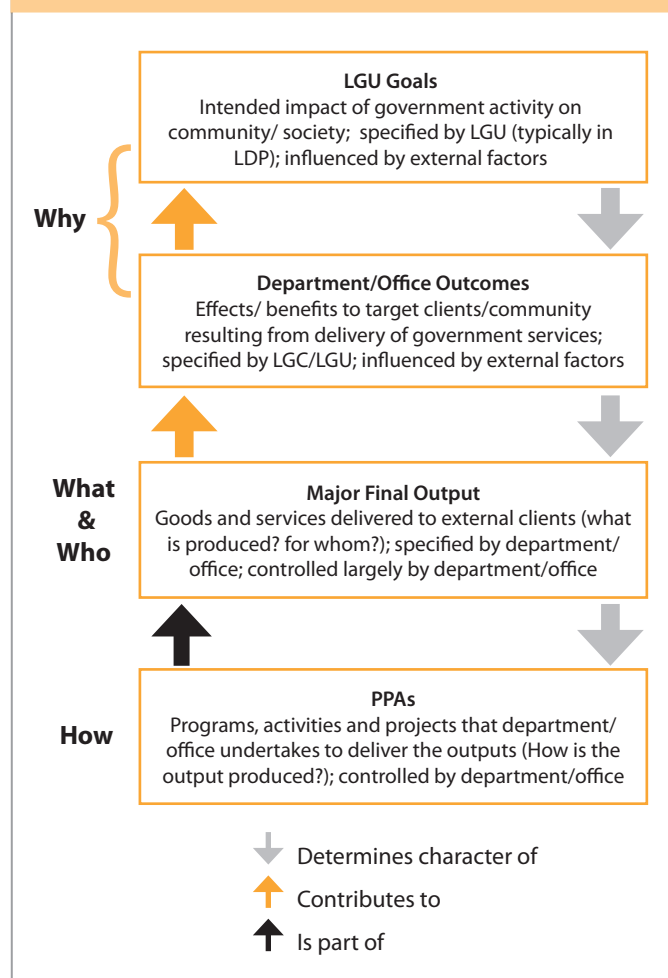 LGU Goals
Intended impact of government activity on
community/ society;  specified by LGU (typically in
LDP); influenced by external factors
Why
Department/Office Outcomes
Effects/ benefits to target clients/community
resulting from delivery of government services;
specified by LGC/LGU; influenced by external factors
What
&
Who
Major Final Output
Goods and services delivered to external clients (what
is produced? for whom?); specified by department/
office; controlled largely by department/office
How
PPAs
Programs, activities and projects that department/
office undertakes to deliver the outputs (How is the
output produced?); controlled by department/office
Determines character of
Contributes to
Is part of